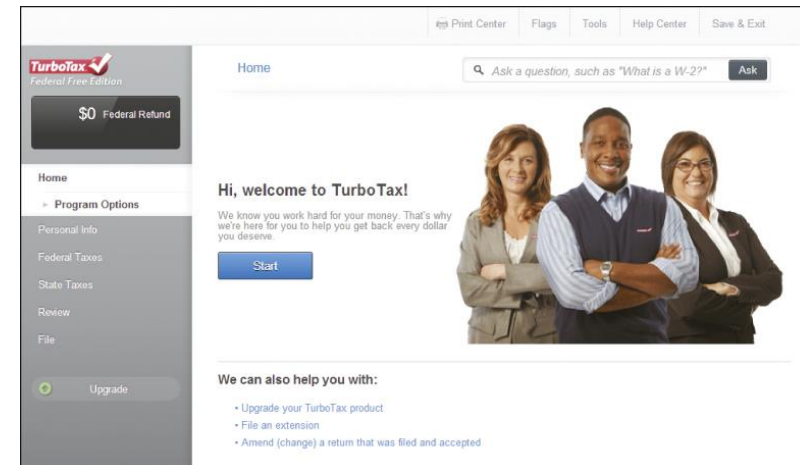 Print Center Flags Tools Help Center Save & Exit
TurboTax
Federal Free Edition
$0 Federal Refund
Home
Program Options
Personal Info
Federal Taxes
State Taxes
Review
File
Upgrade
Home
Ask a question, such as "What is a W-2?" Ask
Hi, welcome to TurboTax!
We know you work hard for your money. That's why
we're here for you to help you get back every dollar
you deserve.
Start
We can also help you with:
• Upgrade your TurboTax product
• File an extension
• Amend (change) a return that was filed and accepted